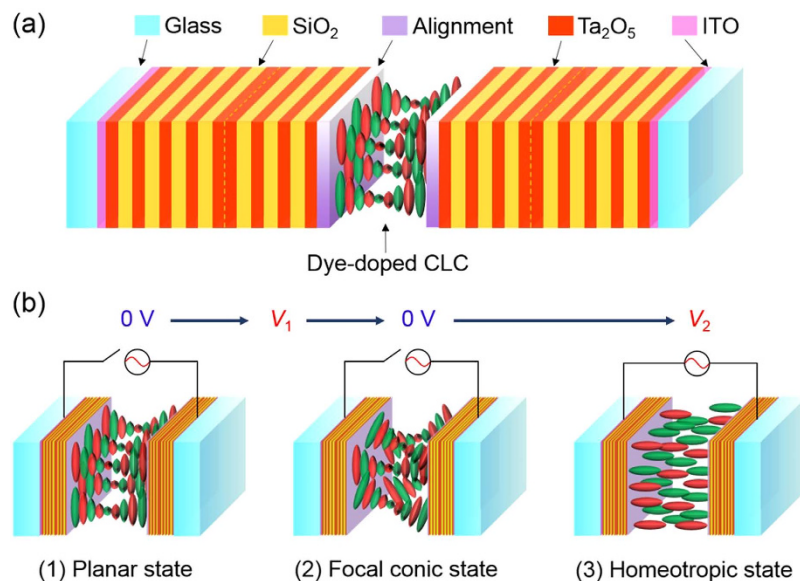 (a)
Glass SiO₂ Alignment Ta₂O₅ ITO
Dye-doped CLC
(b)
0 V V₁ 0 V V₂
(1) Planar state (2) Focal conic state (3) Homeotropic state